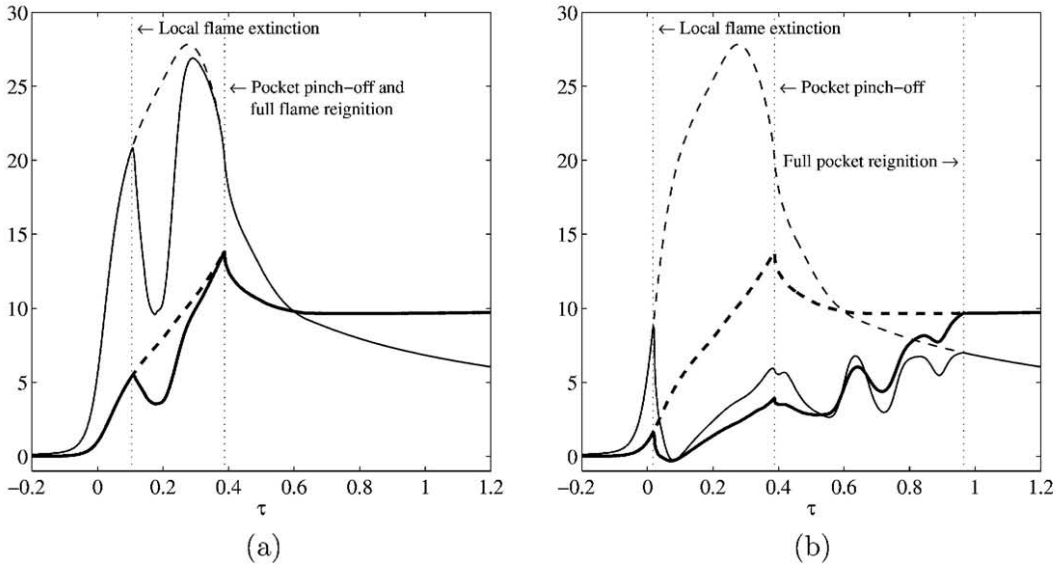 30
25
20
15
10
5
0
← Local flame extinction
← Pocket pinch-off and
full flame reignition
−0.2 0 0.2 0.4 0.6 0.8 1 1.2
τ
(a)
30
25
20
15
10
5
0
← Local flame extinction
← Pocket pinch-off
Full pocket reignition →
−0.2 0 0.2 0.4 0.6 0.8 1 1.2
τ
(b)